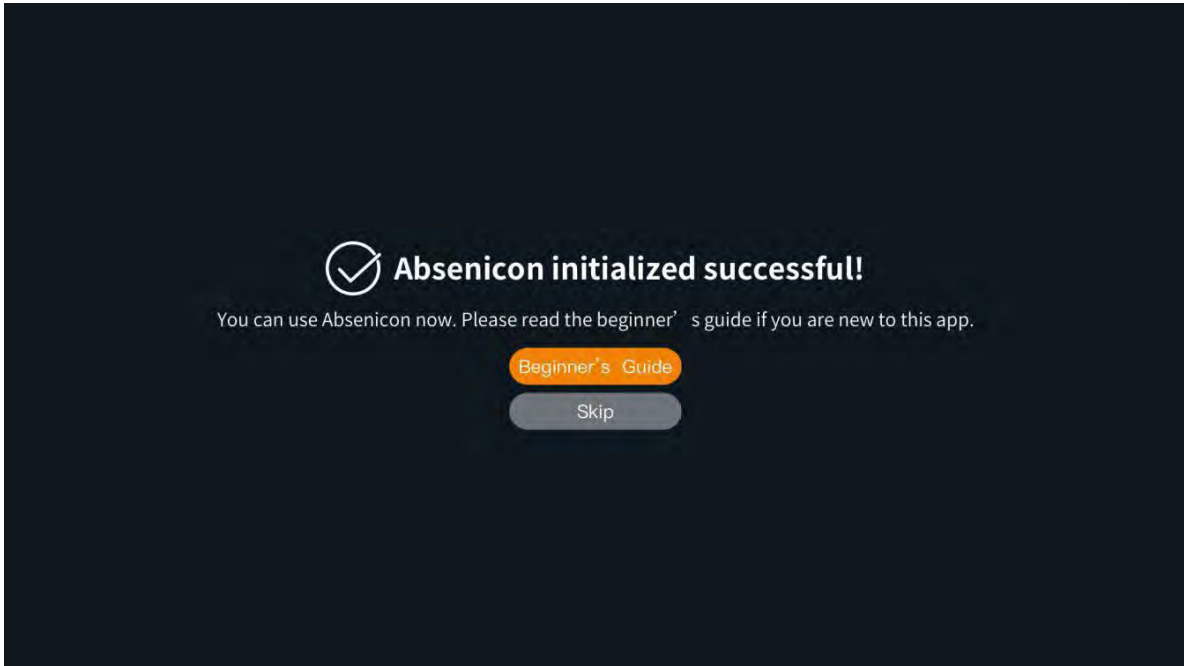 Absenicon initialized successful!
You can use Absenicon now. Please read the beginner’ s guide if you are new to this app.
Beginner’s Guide
Skip